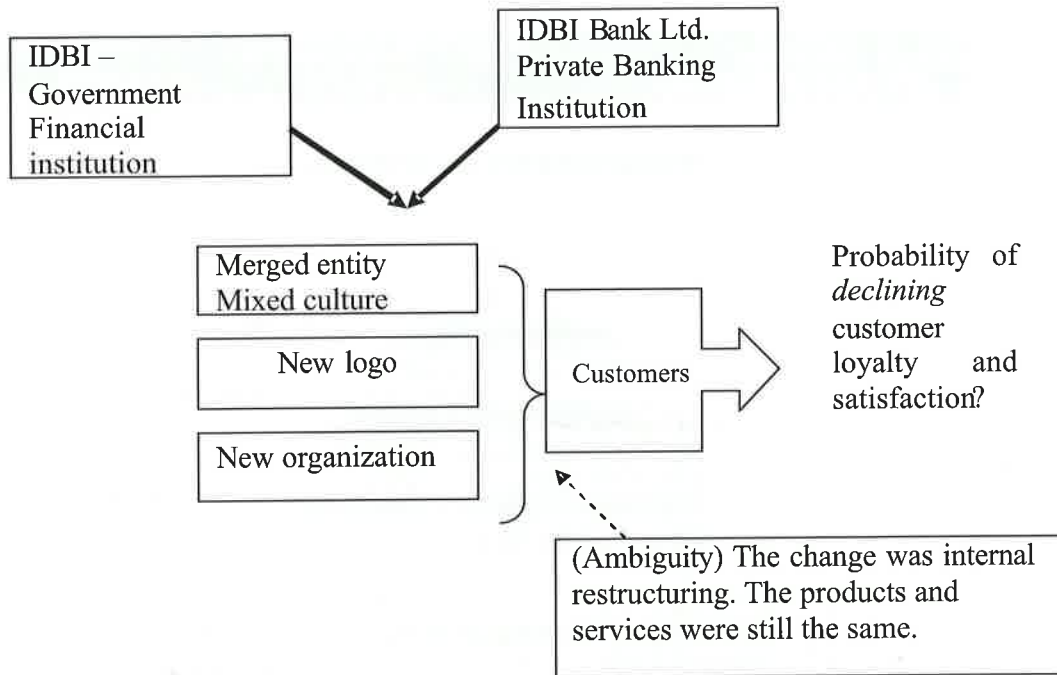 IDBI –
Government
Financial
institution
IDBI Bank Ltd.
Private Banking
Institution
Merged entity
Mixed culture
New logo
New organization
Customers
Probability of
declining
customer
loyalty and
satisfaction?
(Ambiguity) The change was internal
restructuring. The products and
services were still the same.